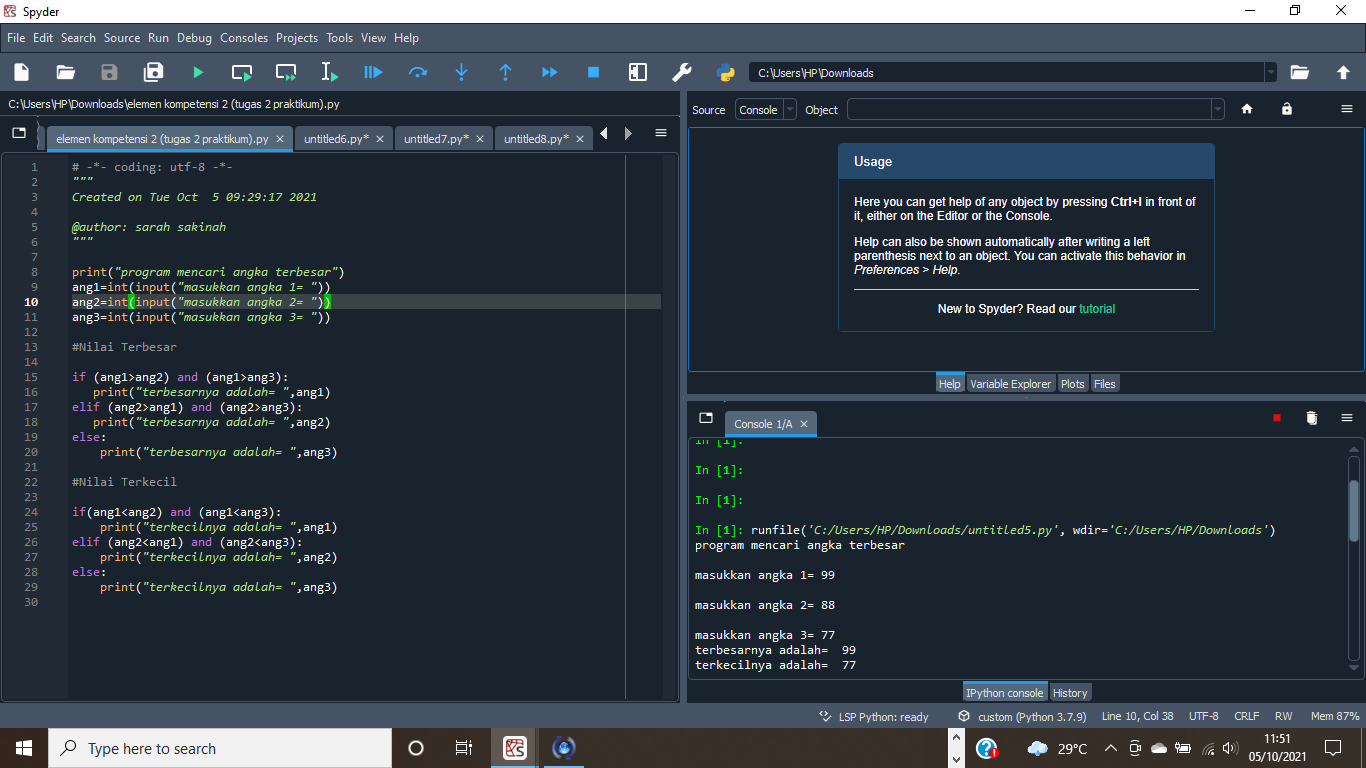 Spyder
File Edit Search Source Run Debug Consoles Projects Tools View Help
C:\Users\HP\Downloads
C:\Users\HP\Downloads\elemen kompetensi 2 (tugas 2 praktikum).py
elemen kompetensi 2 (tugas 2 praktikum).py
untitled6.py*
untitled7.py*
untitled8.py*
1 # -*- coding: utf-8 -*-
2 """
3 Created on Tue Oct  5 09:29:17 2021
4
5 @author: sarah sakinah
6 """
7
8 print("program mencari angka terbesar")
9 ang1=int(input("masukkan angka 1= "))
10 ang2=int(input("masukkan angka 2= "))
11 ang3=int(input("masukkan angka 3= "))
12
13 #Nilai Terbesar
14
15 if (ang1>ang2) and (ang1>ang3):
16    print("terbesarnya adalah= ",ang1)
17 elif (ang2>ang1) and (ang2>ang3):
18    print("terbesarnya adalah= ",ang2)
19 else:
20     print("terbesarnya adalah= ",ang3)
21
22 #Nilai Terkecil
23
24 if(ang1<ang2) and (ang1<ang3):
25     print("terkecilnya adalah= ",ang1)
26 elif (ang2<ang1) and (ang2<ang3):
27     print("terkecilnya adalah= ",ang2)
28 else:
29     print("terkecilnya adalah= ",ang3)
30
Source Console Object
Usage
Here you can get help of any object by pressing Ctrl+I in front of
it, either on the Editor or the Console.
Help can also be shown automatically after writing a left
parenthesis next to an object. You can activate this behavior in
Preferences > Help.
New to Spyder? Read our tutorial
Help Variable Explorer Plots Files
Console 1/A
In [1]:
In [1]:
In [1]:
In [1]: runfile('C:/Users/HP/Downloads/untitled5.py', wdir='C:/Users/HP/Downloads')
program mencari angka terbesar
masukkan angka 1= 99
masukkan angka 2= 88
masukkan angka 3= 77
terbesarnya adalah=  99
terkecilnya adalah=  77
IPython console History
LSP Python: ready custom (Python 3.7.9) Line 10, Col 38 UTF-8 CRLF RW Mem 87%
Type here to search
29°C
11:51
05/10/2021